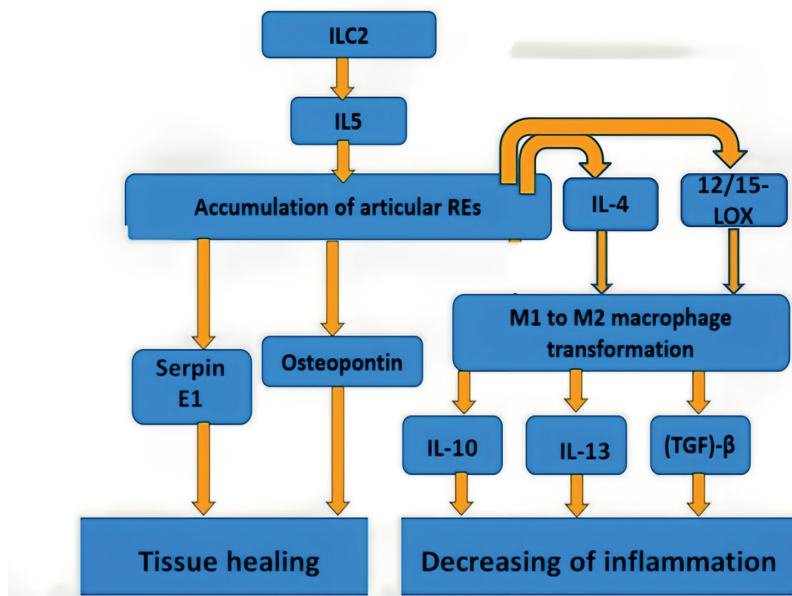 ILC2
IL5
Accumulation of articular REs
IL-4
12/15-
LOX
M1 to M2 macrophage
transformation
Serpin
E1
Osteopontin
IL-10
IL-13
(TGF)-β
Tissue healing
Decreasing of inflammation